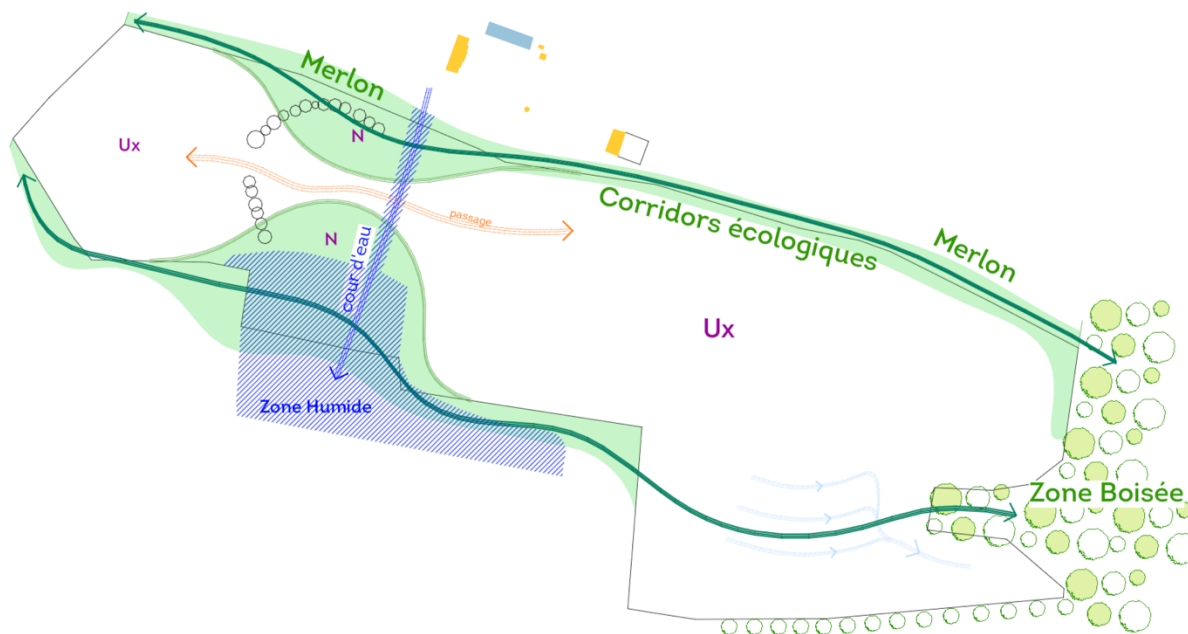 Merlon
N
Ux
passage
Corridors écologiques
Merlon
N
cour d'eau
Ux
Zone Humide
Zone Boisée